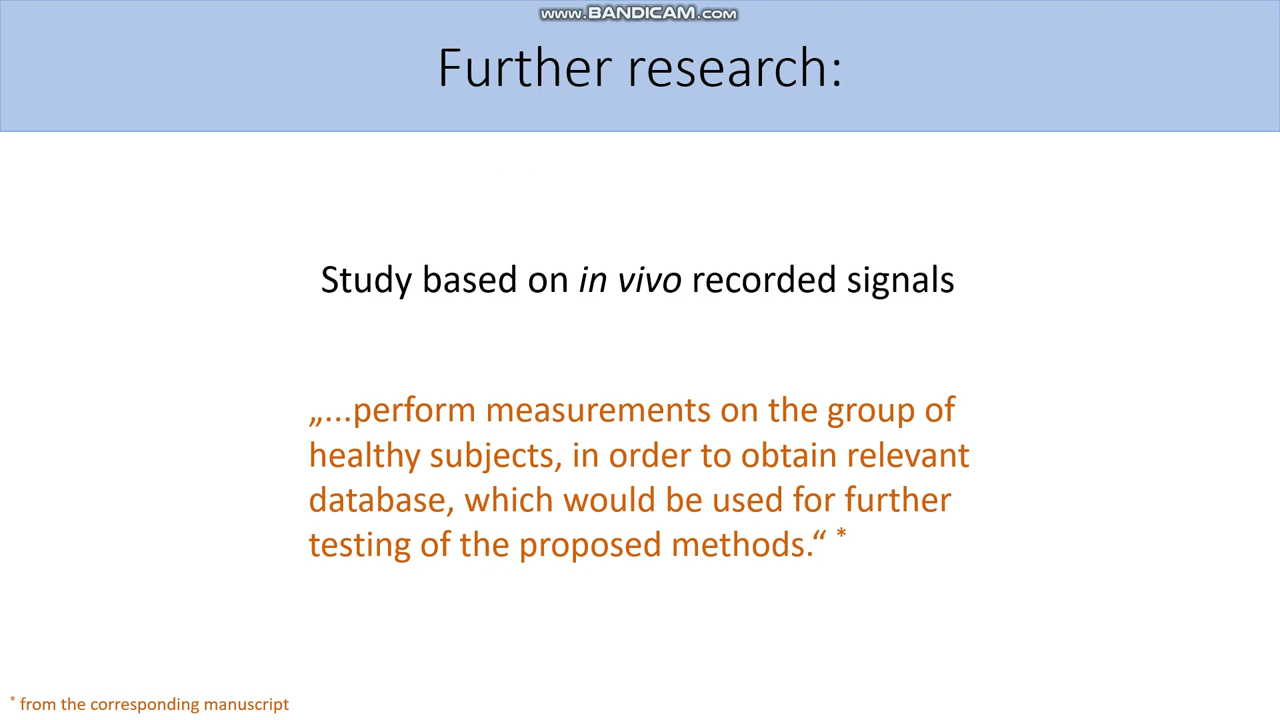 www.BANDICAM.com
Further research:
Study based on in vivo recorded signals
„...perform measurements on the group of
healthy subjects, in order to obtain relevant
database, which would be used for further
testing of the proposed methods.“ *
* from the corresponding manuscript